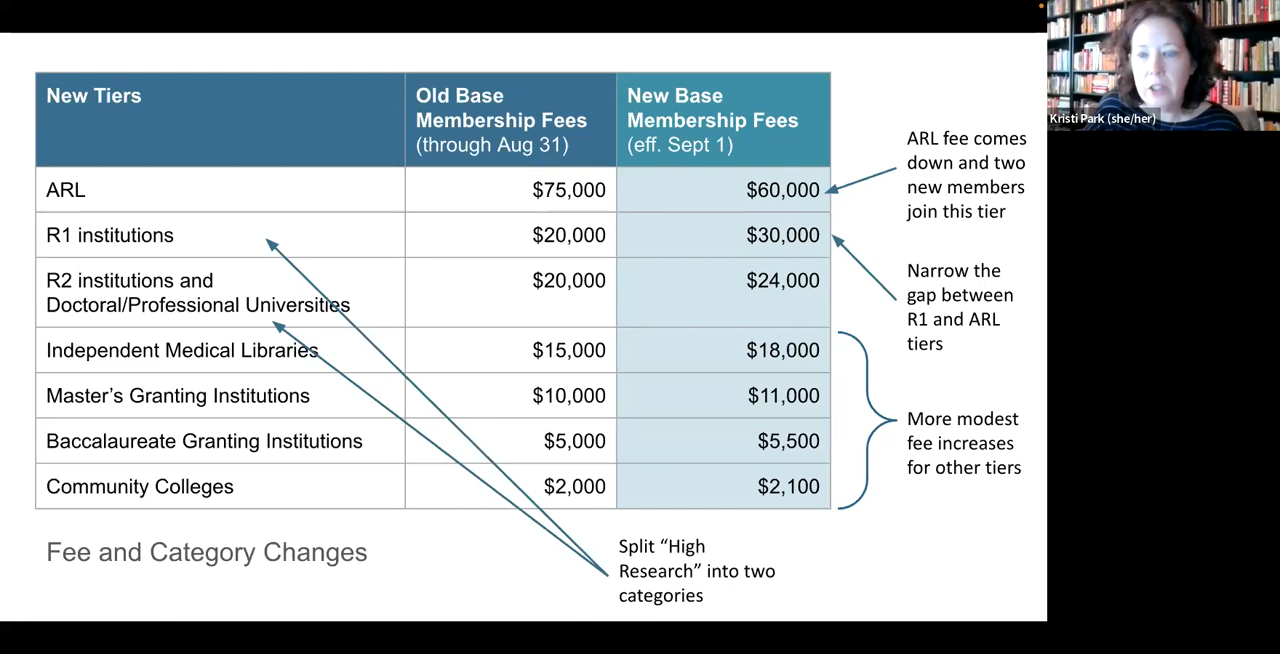 New Tiers
Old Base
Membership Fees
(through Aug 31)
New Base
Membership Fees
(eff. Sept 1)
ARL $75,000 $60,000
R1 institutions $20,000 $30,000
R2 institutions and
Doctoral/Professional Universities
$20,000 $24,000
Independent Medical Libraries $15,000 $18,000
Master’s Granting Institutions $10,000 $11,000
Baccalaureate Granting Institutions $5,000 $5,500
Community Colleges $2,000 $2,100
Fee and Category Changes
ARL fee comes
down and two
new members
join this tier
Narrow the
gap between
R1 and ARL
tiers
More modest
fee increases
for other tiers
Split “High
Research” into two
categories
Kristi Park (she/her)